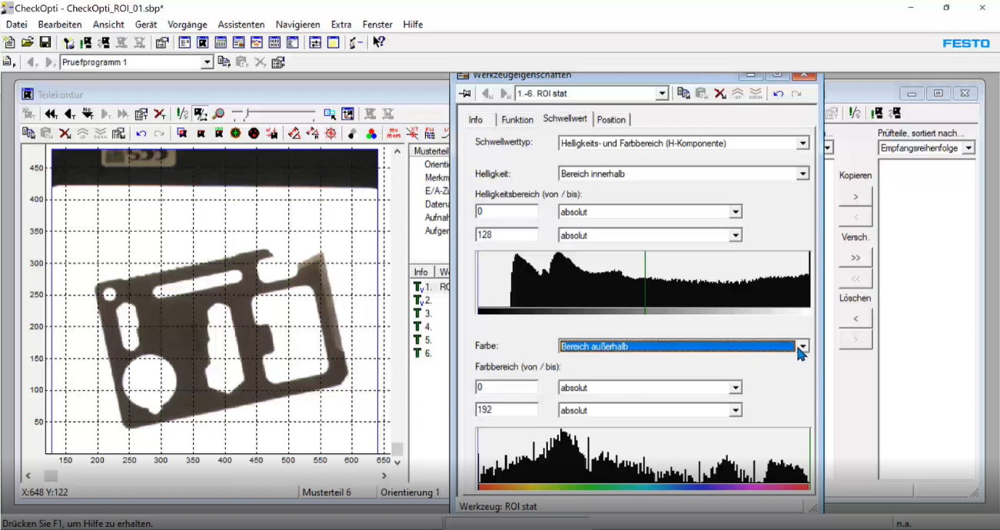 CheckOpti - CheckOpti_ROI_01.sbp*
Datei Bearbeiten Ansicht Gerät Vorgänge Assistenten Navigieren Extra Fenster Hilfe
FESTO
Pruefprogramm 1
Teilekontur
450
400
350
300
250
200
150
100
50
150 200 250 300 350 400 450 500 550 600 650
X:648 Y:122 Musterteil 6 Orientierung 1
Musterteil
Orienti
Merkm
E/A-Zu
Datena
Aufnah
Aufger
Info We
1. RO
2.
3.
4.
5.
6.
Werkzeugeigenschaften
1.-6. ROI stat
Info Funktion Schwellwert Position
Schwellwerttyp: Helligkeits- und Farbbereich (H-Komponente)
Helligkeit: Bereich innerhalb
Helligkeitsbereich (von / bis):
0 absolut
128 absolut
Farbe: Bereich außerhalb
Farbbereich (von / bis):
0 absolut
192 absolut
Werkzeug: ROI stat
Kopieren
>
<
Versch.
>>
<<
Löschen
<
>
Prüfteile, sortiert nach...
Empfangsreihenfolge
Drücken Sie F1, um Hilfe zu erhalten.
n.a.